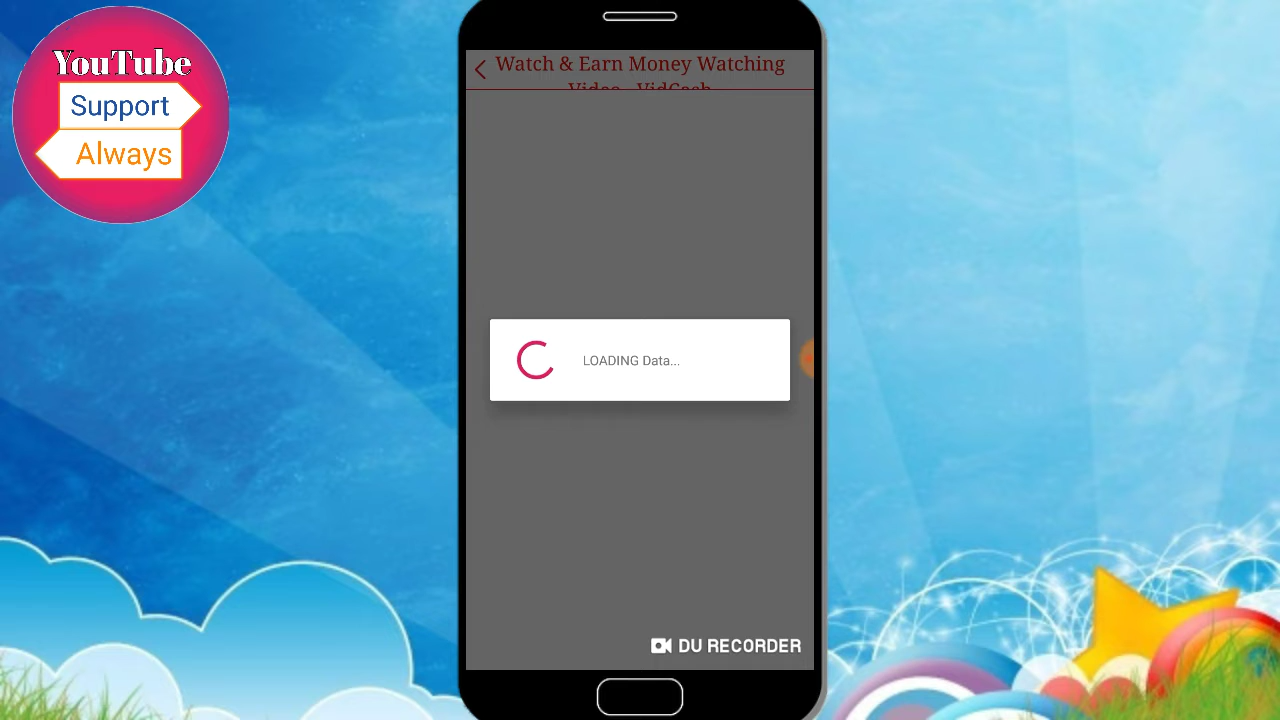 YouTube
Support
Always
Watch & Earn Money Watching
Video - VidCash
LOADING Data...
DU RECORDER